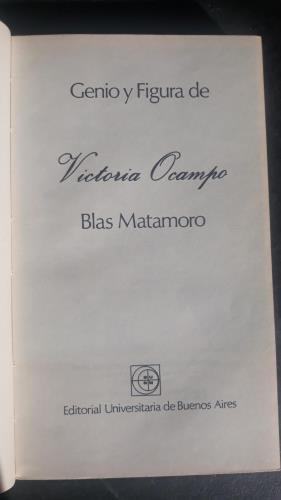 Genio y Figura de
Victoria Ocampo
Blas Matamoro
Editorial Universitaria de Buenos Aires